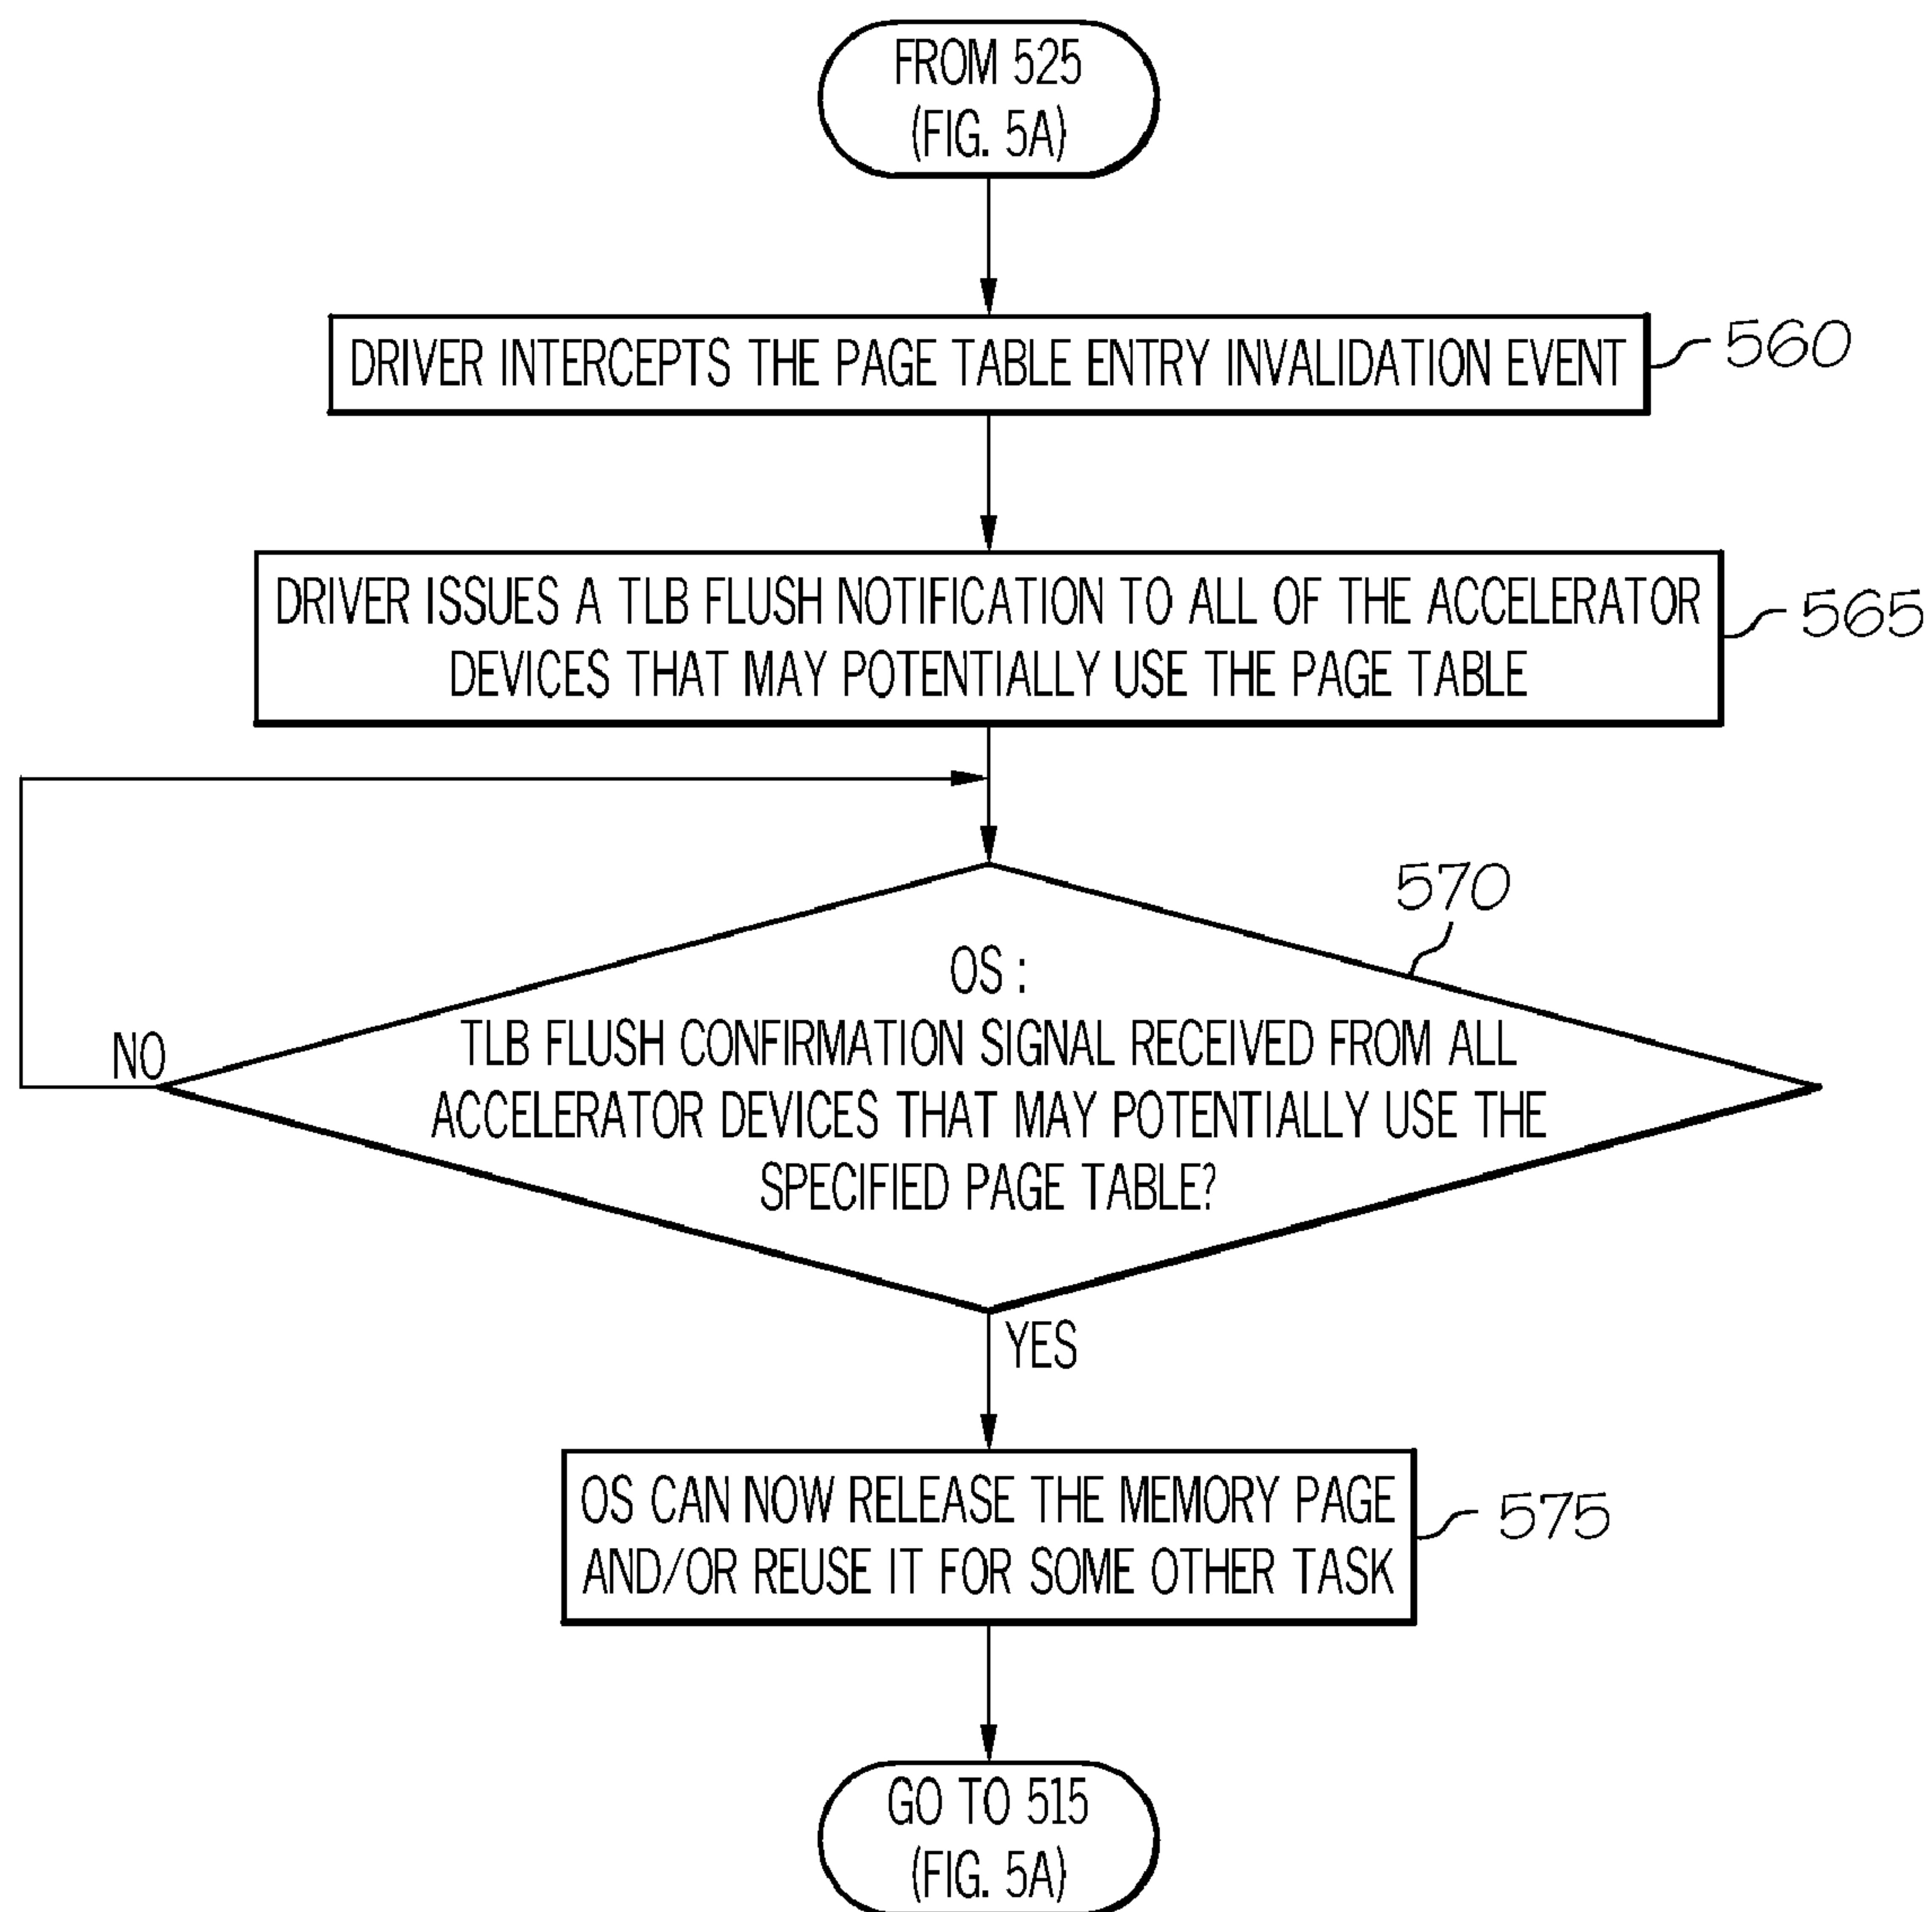 FROM 525
(FIG. 5A)
DRIVER INTERCEPTS THE PAGE TABLE ENTRY INVALIDATION EVENT
560
DRIVER ISSUES A TLB FLUSH NOTIFICATION TO ALL OF THE ACCELERATOR
DEVICES THAT MAY POTENTIALLY USE THE PAGE TABLE
565
570
OS :
TLB FLUSH CONFIRMATION SIGNAL RECEIVED FROM ALL
ACCELERATOR DEVICES THAT MAY POTENTIALLY USE THE
SPECIFIED PAGE TABLE?
NO
YES
OS CAN NOW RELEASE THE MEMORY PAGE
AND/OR REUSE IT FOR SOME OTHER TASK
575
GO TO 515
(FIG. 5A)